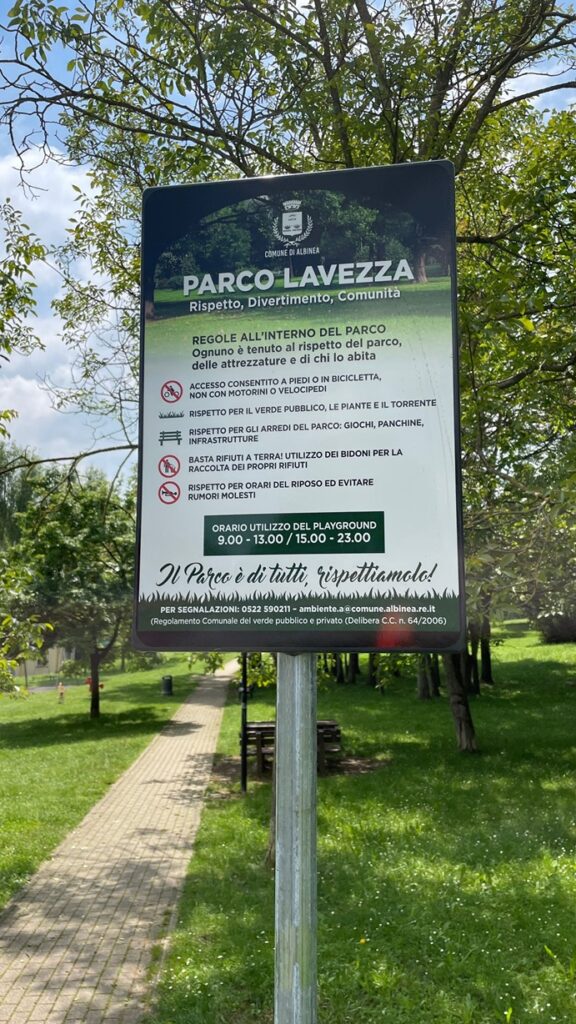 COMUNE DI ALBINEA
PARCO LAVEZZA
Rispetto, Divertimento, Comunità
REGOLE ALL'INTERNO DEL PARCO
Ognuno è tenuto al rispetto del parco,
delle attrezzature e di chi lo abita
ACCESSO CONSENTITO A PIEDI O IN BICICLETTA,
NON CON MOTORINI O VELOCIPEDI
RISPETTO PER IL VERDE PUBBLICO, LE PIANTE E IL TORRENTE
RISPETTO PER GLI ARREDI DEL PARCO: GIOCHI, PANCHINE,
INFRASTRUTTURE
BASTA RIFIUTI A TERRA! UTILIZZO DEI BIDONI PER LA
RACCOLTA DEI PROPRI RIFIUTI
RISPETTO PER ORARI DEL RIPOSO ED EVITARE
RUMORI MOLESTI
ORARIO UTILIZZO DEL PLAYGROUND
9.00 - 13.00 / 15.00 - 23.00
Il Parco è di tutti, rispettiamolo!
PER SEGNALAZIONI: 0522 590211 – ambiente.a@comune.albinea.re.it
(Regolamento Comunale del verde pubblico e privato (Delibera C.C. n. 64/2006)